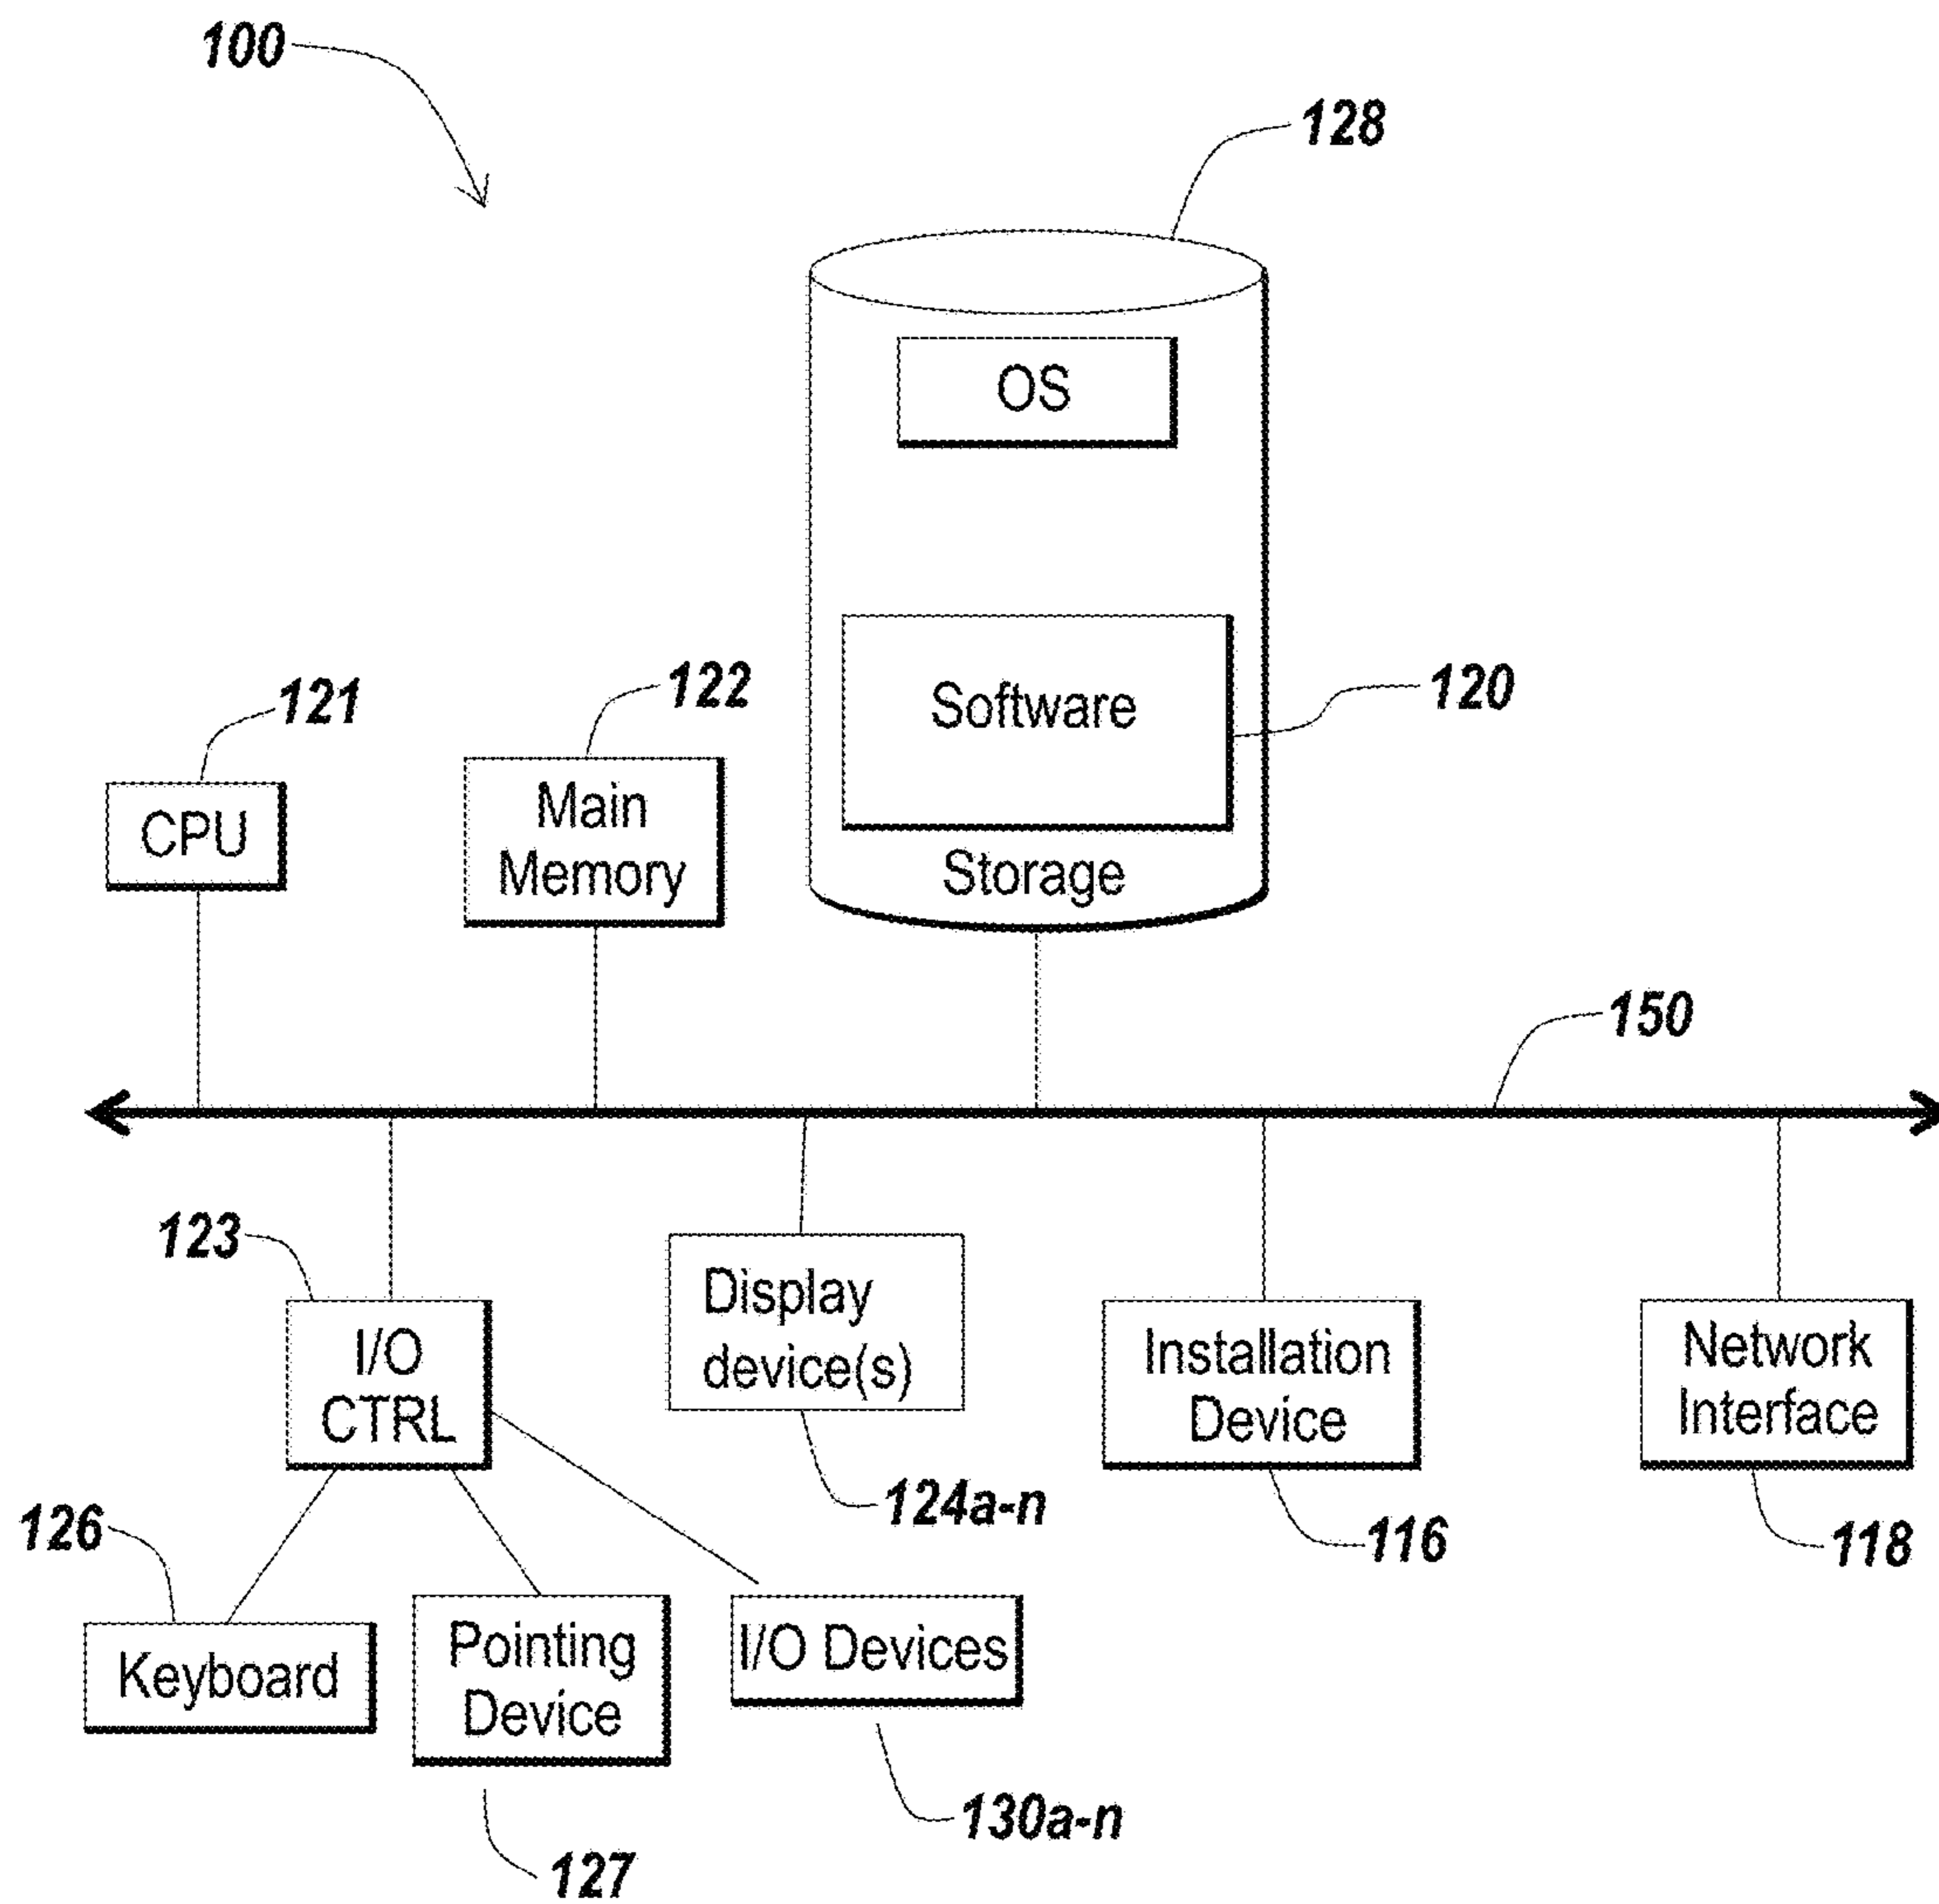 100
128
OS
121
122
Software
120
CPU
Main
Memory
Storage
150
123
I/O
CTRL
Display
device(s)
Installation
Device
Network
Interface
124a-n
116
118
126
Keyboard
Pointing
Device
I/O Devices
130a-n
127